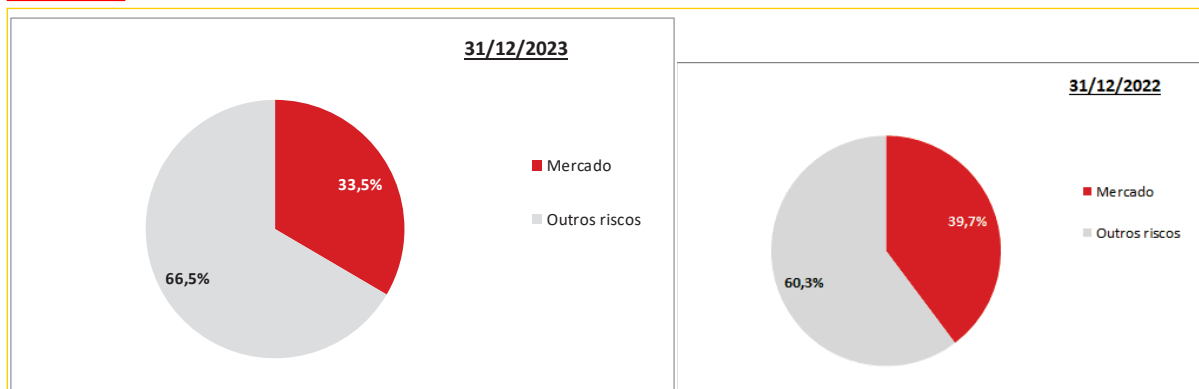 31/12/2023
33,5%
66,5%
Mercado
Outros riscos
31/12/2022
39,7%
60,3%
Mercado
Outros riscos